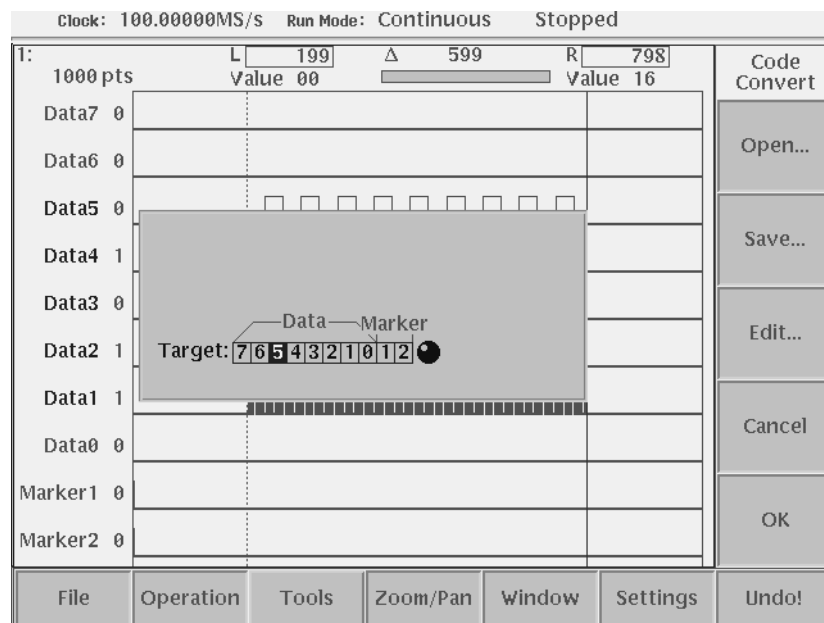 Clock: 100.00000MS/s Run Mode: Continuous Stopped
1: L 199 Δ 599 R 798
1000 pts Value 00 Value 16
Code
Convert
Data7 0
Data6 0
Data5 0
Data4 1
Data3 0
Data2 1
Data1 1
Data0 0
Marker1 0
Marker2 0
Data Marker
Target: 7 6 5 4 3 2 1 0 1 2
Open...
Save...
Edit...
Cancel
OK
File Operation Tools Zoom/Pan Window Settings Undo!